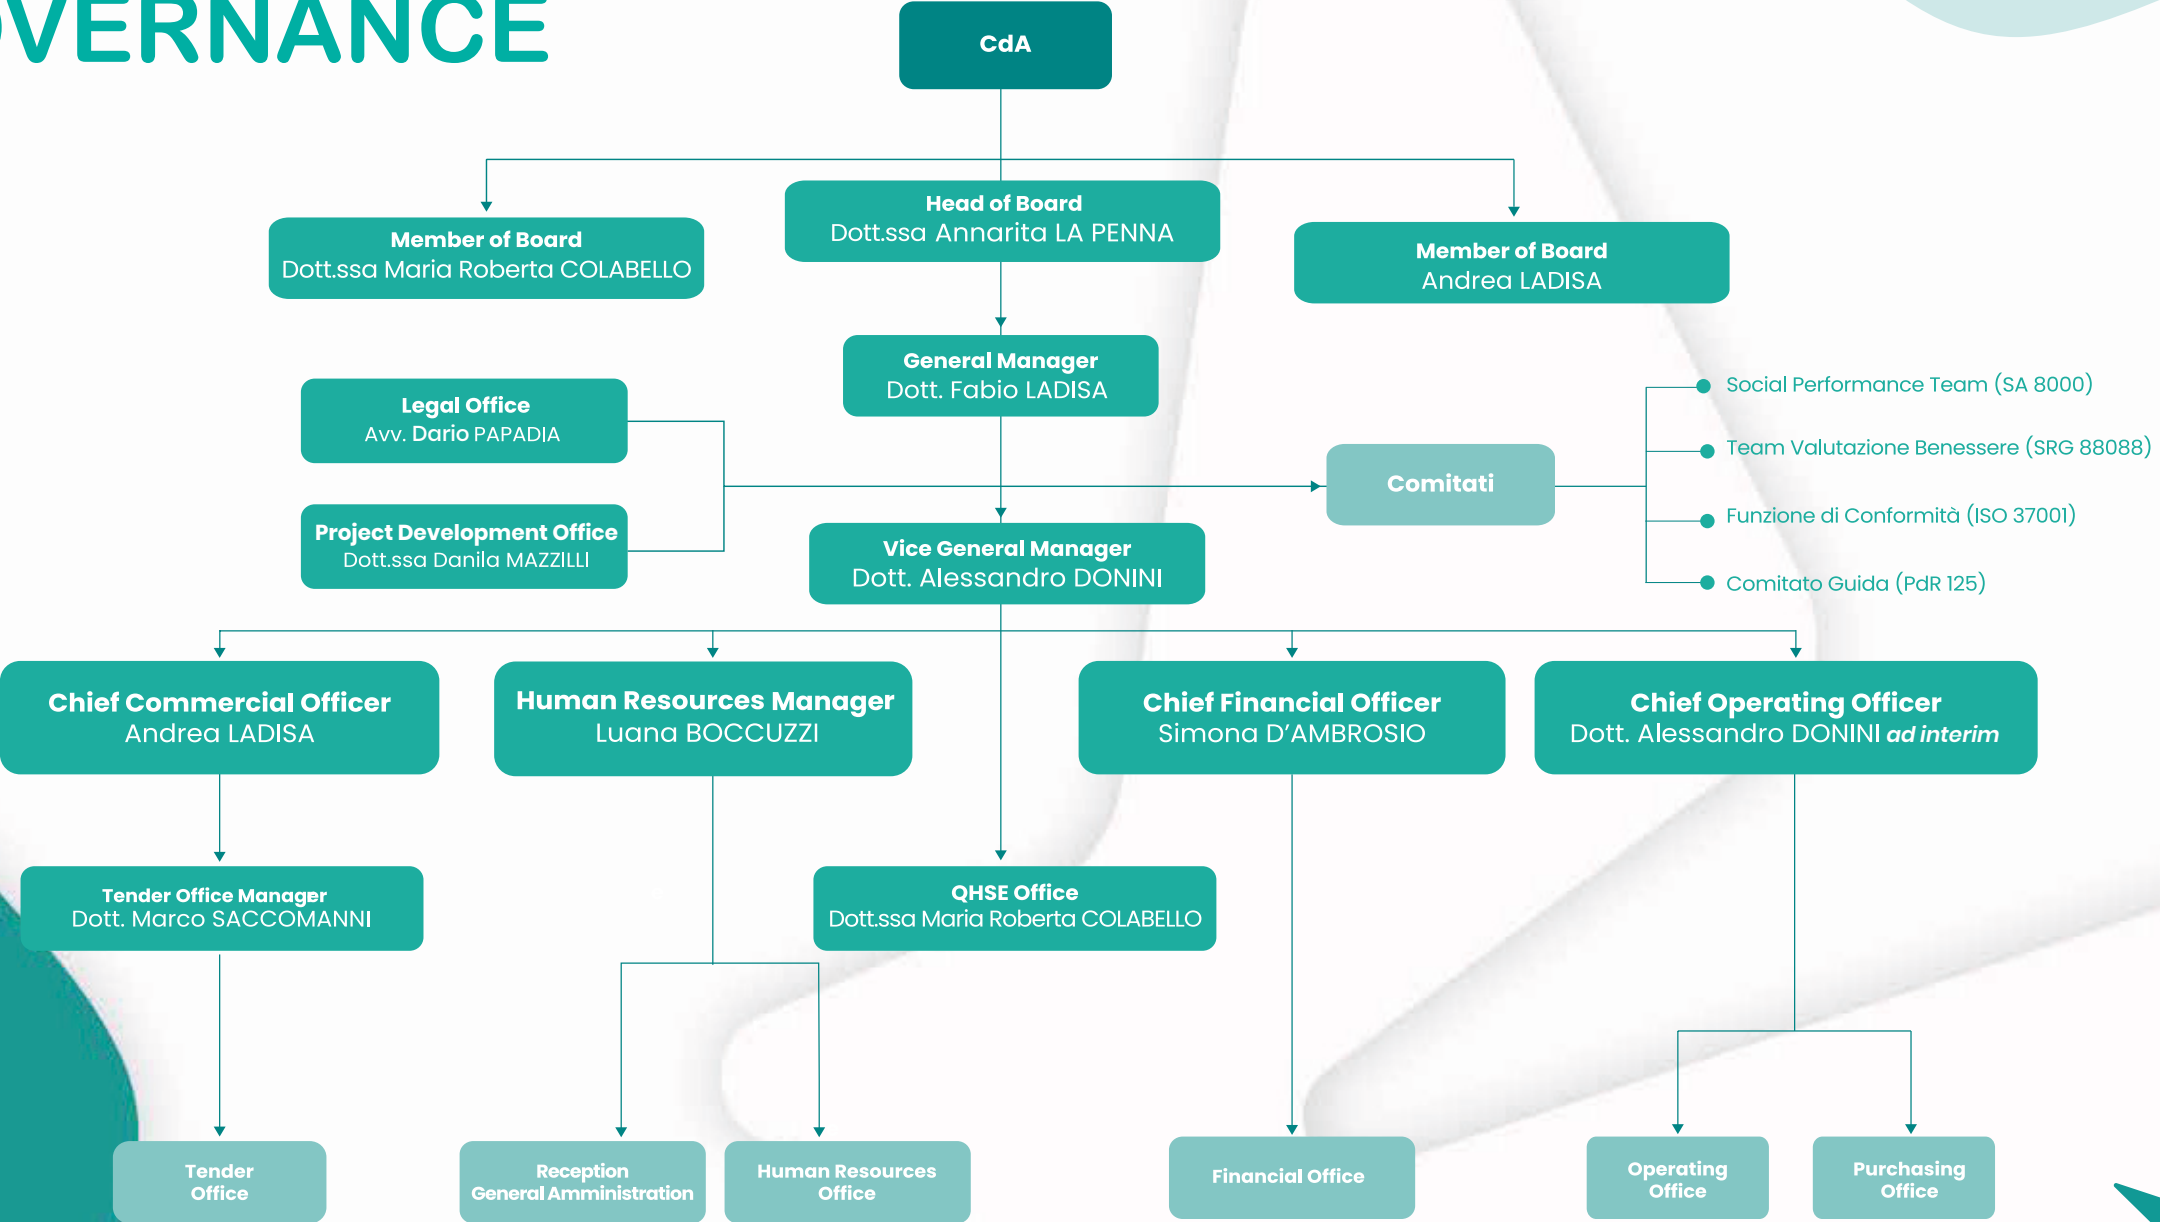 OVERNANCE
CdA
Head of Board
Dott.ssa Annarita LA PENNA
Member of Board
Dott.ssa Maria Roberta COLABELLO
Member of Board
Andrea LADISA
General Manager
Dott. Fabio LADISA
Legal Office
Avv. Dario PAPADIA
Project Development Office
Dott.ssa Danila MAZZILLI
Comitati
Social Performance Team (SA 8000)
Team Valutazione Benessere (SRG 88088)
Funzione di Conformità (ISO 37001)
Comitato Guida (PdR 125)
Vice General Manager
Dott. Alessandro DONINI
Chief Commercial Officer
Andrea LADISA
Human Resources Manager
Luana BOCCUZZI
Chief Financial Officer
Simona D'AMBROSIO
Chief Operating Officer
Dott. Alessandro DONINI ad interim
Tender Office Manager
Dott. Marco SACCOMANNI
QHSE Office
Dott.ssa Maria Roberta COLABELLO
Tender
Office
Reception
General Amministration
Human Resources
Office
Financial Office
Operating
Office
Purchasing
Office